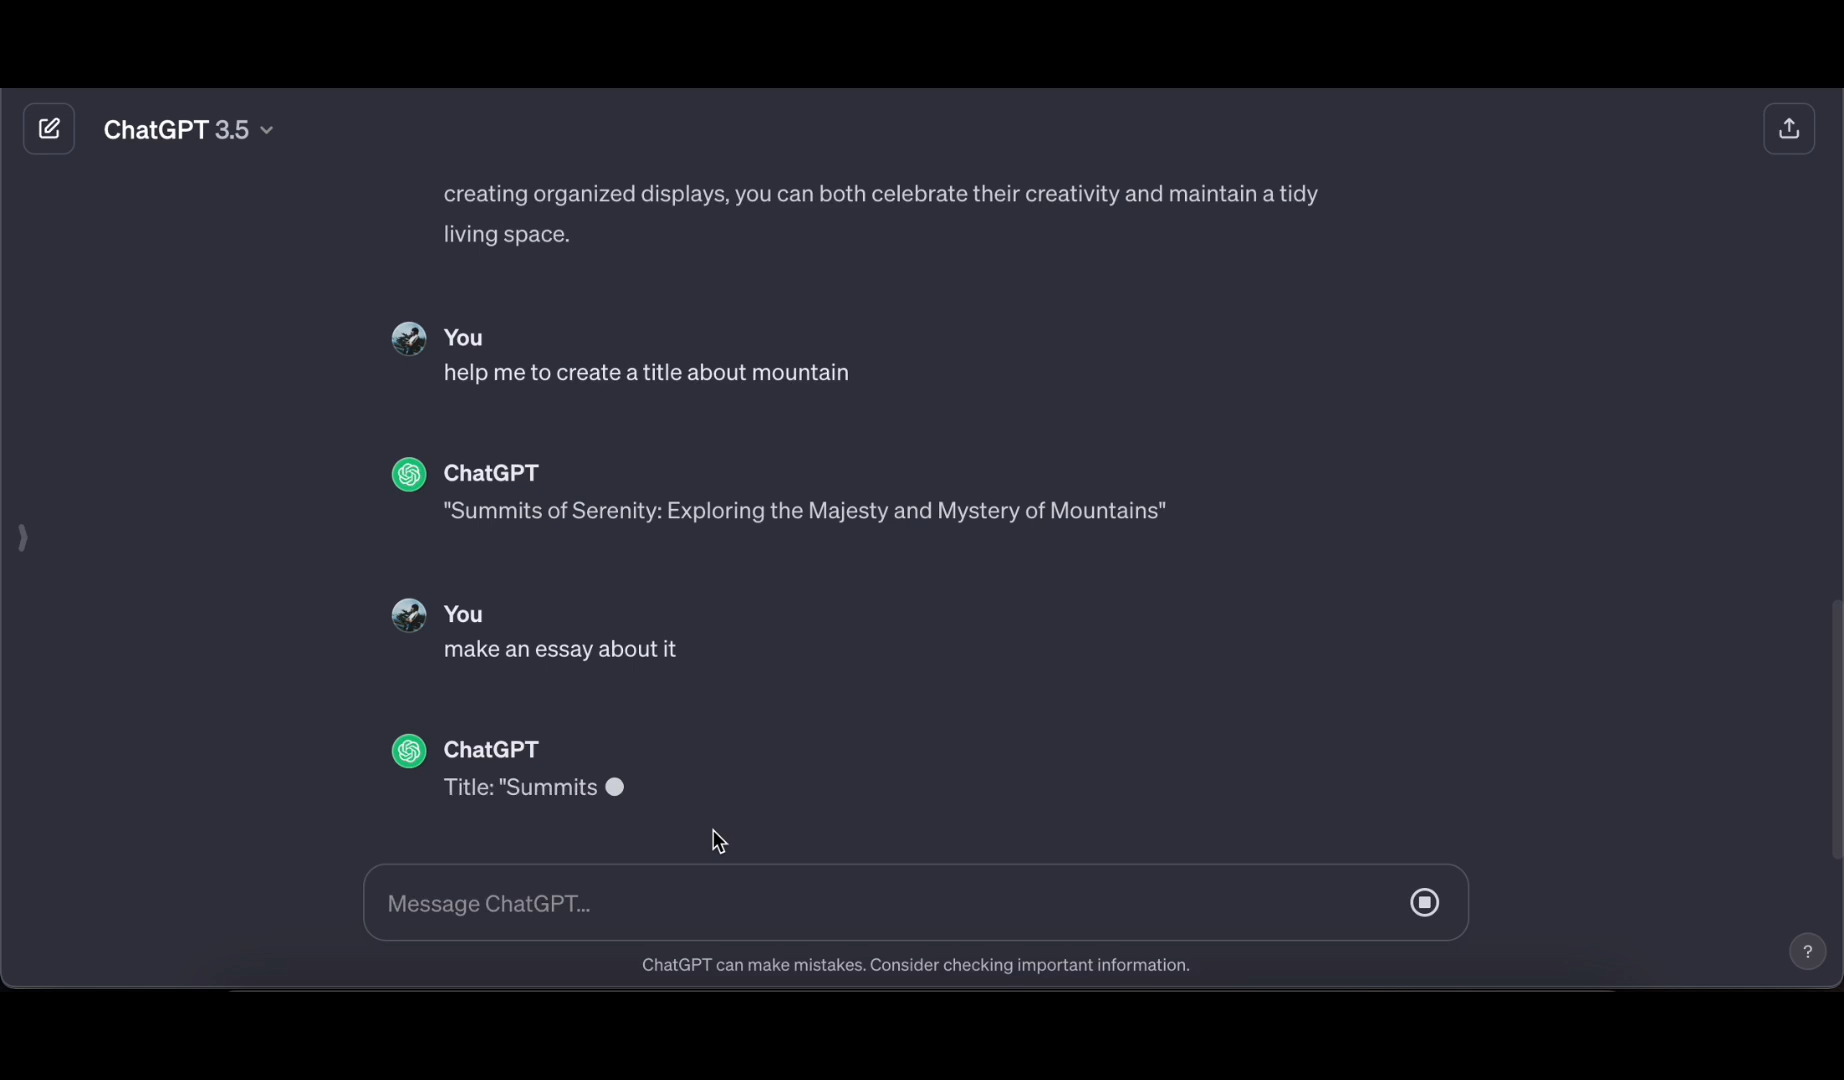 ChatGPT 3.5
creating organized displays, you can both celebrate their creativity and maintain a tidy
living space.
You
help me to create a title about mountain
ChatGPT
"Summits of Serenity: Exploring the Majesty and Mystery of Mountains"
You
make an essay about it
ChatGPT
Title: "Summits
Message ChatGPT...
ChatGPT can make mistakes. Consider checking important information.
?